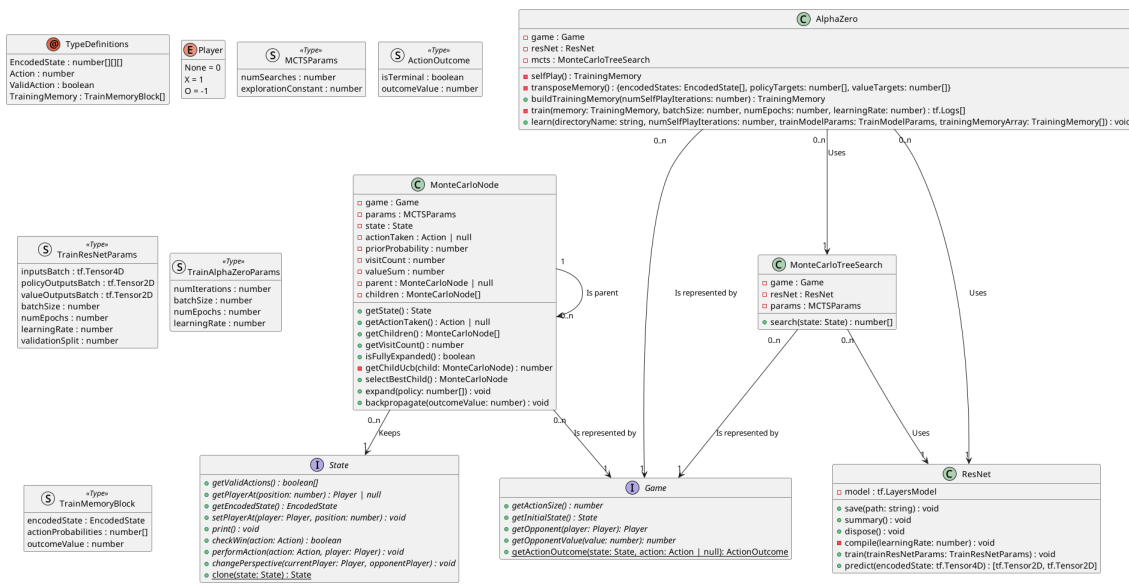 @ TypeDefinitions
EncodedState : number[][][]
Action : number
ValidAction : boolean
TrainingMemory : TrainMemoryBlock[]
E Player
None = 0
X = 1
O = -1
S «Type»
MCTSParams
numSearches : number
explorationConstant : number
S «Type»
ActionOutcome
isTerminal : boolean
outcomeValue : number
C AlphaZero
game : Game
resNet : ResNet
mcts : MonteCarloTreeSearch
selfPlay() : TrainingMemory
transposeMemory() : {encodedStates: EncodedState[], policyTargets: number[], valueTargets: number[]}
buildTrainingMemory(numSelfPlayIterations: number) : TrainingMemory
train(memory: TrainingMemory, batchSize: number, numEpochs: number, learningRate: number) : tf.Logs[]
learn(directoryName: string, numSelfPlayIterations: number, trainModelParams: TrainModelParams, trainingMemoryArray: TrainingMemory[]) : void
0..n
0..n
0..n
Uses
S «Type»
TrainResNetParams
inputsBatch : tf.Tensor4D
policyOutputsBatch : tf.Tensor2D
valueOutputsBatch : tf.Tensor2D
batchSize : number
numEpochs : number
learningRate : number
validationSplit : number
S «Type»
TrainAlphaZeroParams
numIterations : number
batchSize : number
numEpochs : number
learningRate : number
C MonteCarloNode
game : Game
params : MCTSParams
state : State
actionTaken : Action | null
priorProbability : number
visitCount : number
valueSum : number
parent : MonteCarloNode | null
children : MonteCarloNode[]
getState() : State
getActionTaken() : Action | null
getChildren() : MonteCarloNode[]
getVisitCount() : number
isFullyExpanded() : boolean
getChildUcb(child: MonteCarloNode) : number
selectBestChild() : MonteCarloNode
expand(policy: number[]) : void
backpropagate(outcomeValue: number) : void
1
Is parent
0..n
Is represented by
1
C MonteCarloTreeSearch
game : Game
resNet : ResNet
params : MCTSParams
search(state: State) : number[]
Uses
0..n
0..n
0..n
0..n
Keeps
Is represented by
Is represented by
Uses
1
1
1
1
1
1
S «Type»
TrainMemoryBlock
encodedState : EncodedState
actionProbabilities : number[]
outcomeValue : number
I State
getValidActions() : boolean[]
getPlayerAt(position: number) : Player | null
getEncodedState() : EncodedState
setPlayerAt(player: Player, position: number) : void
print() : void
checkWin(action: Action) : boolean
performAction(action: Action, player: Player) : void
changePerspective(currentPlayer: Player, opponentPlayer) : void
clone(state: State) : State
I Game
getActionSize() : number
getInitialState() : State
getOpponent(player: Player): Player
getOpponentValue(value: number): number
getActionOutcome(state: State, action: Action | null): ActionOutcome
C ResNet
model : tf.LayersModel
save(path: string) : void
summary() : void
dispose() : void
compile(learningRate: number) : void
train(trainResNetParams: TrainResNetParams) : void
predict(encodedState: tf.Tensor4D) : [tf.Tensor2D, tf.Tensor2D]